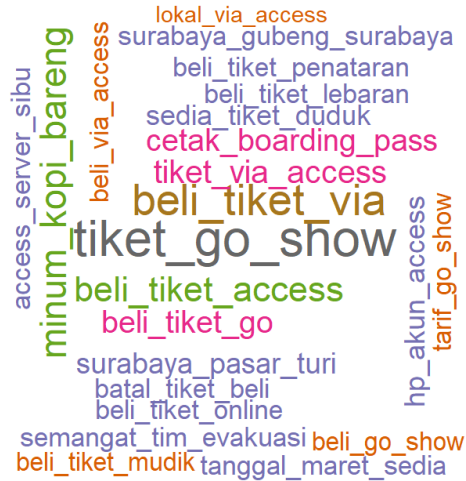 lokal_via_access
surabaya_gubeng_surabaya
beli_tiket_penataran
beli_tiket_lebaran
sedia_tiket_duduk
cetak_boarding_pass
tiket_via_access
beli_tiket_via
tiket_go_show
beli_tiket_access
beli_tiket_go
surabaya_pasar_turi
batal_tiket_beli
beli_tiket_online
semangat_tim_evakuasi
beli_go_show
beli_tiket_mudik
tanggal_maret_sedia
access_server_sibu
minum_kopi_bareng
beli_via_access
hp_akun_access
tarif_go_show